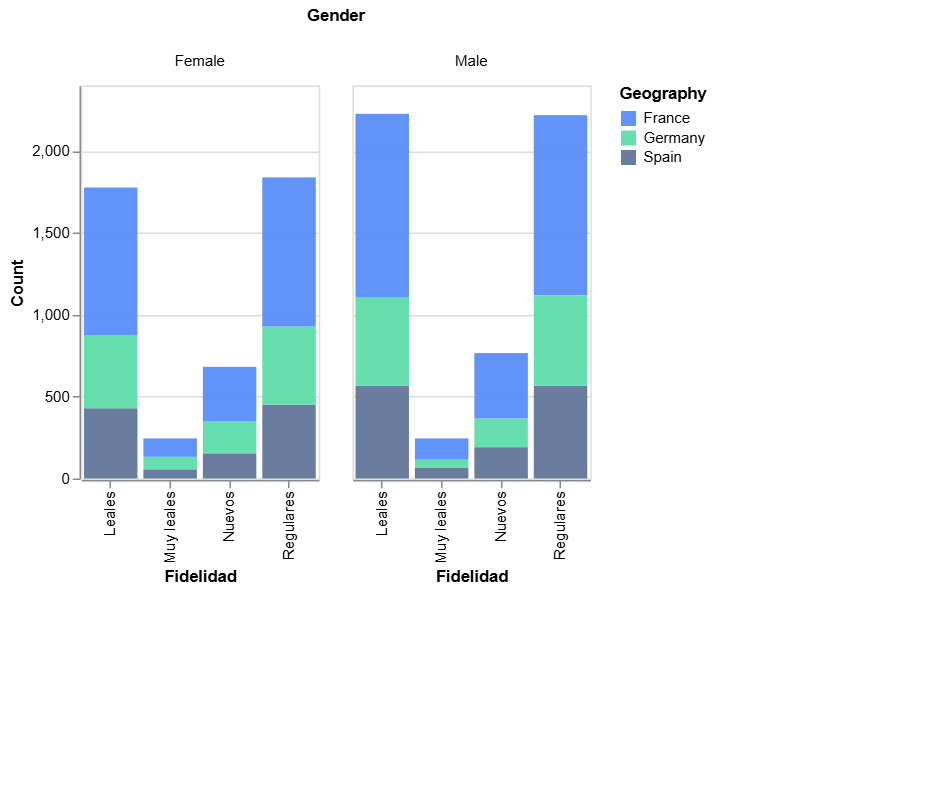 Gender
Female
Male
Geography
France
Germany
Spain
Count
2,000
1,500
1,000
500
0
Leales
Muy leales
Nuevos
Regulares
Leales
Muy leales
Nuevos
Regulares
Fidelidad
Fidelidad